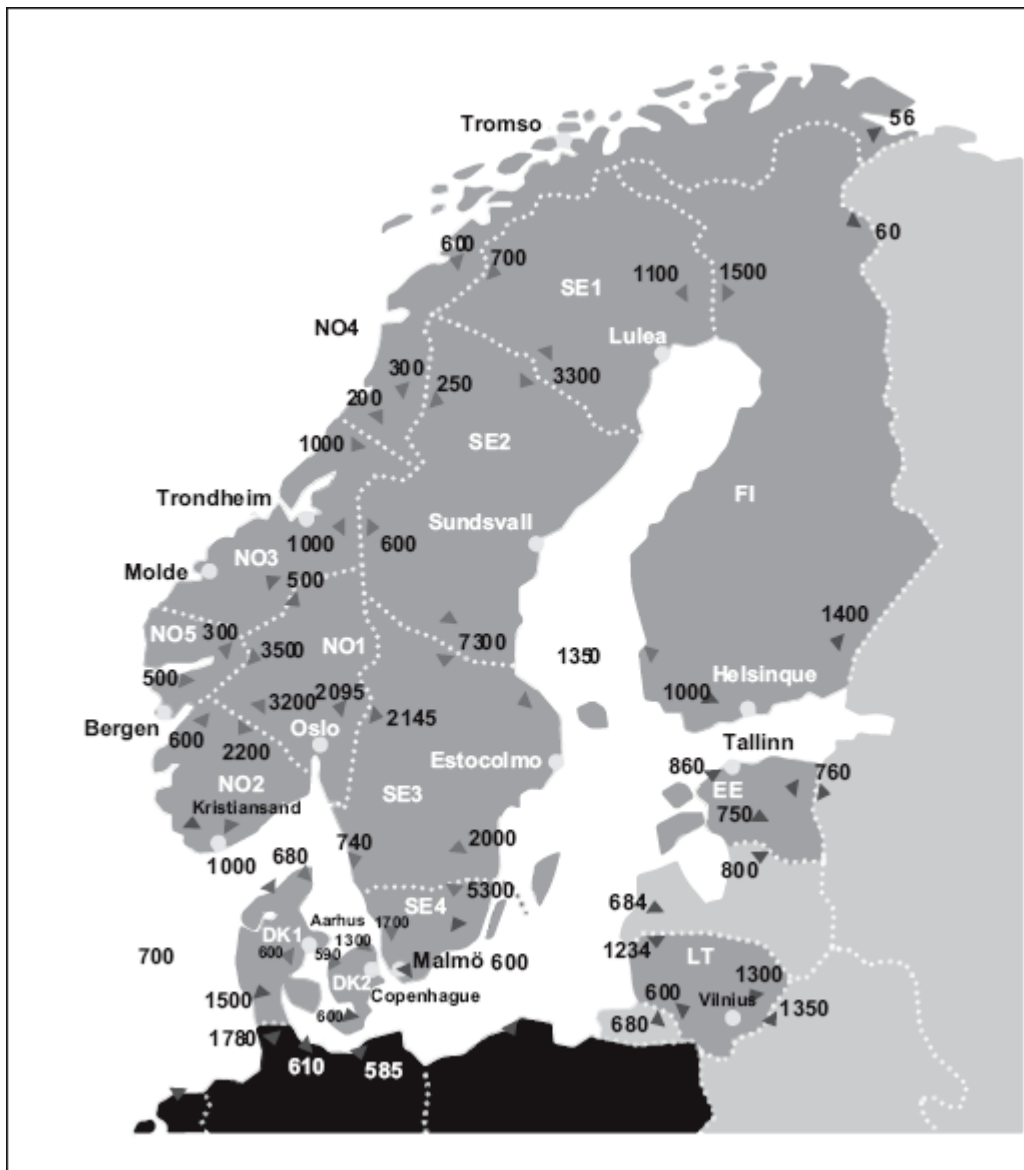 56
Tromso
60
600
700
1100
1500
SE1
NO4
Lulea
300
3300
250
200
SE2
1000
FI
Trondheim
Sundsvall
1000
600
NO3
Molde
500
1400
NO5
300
NO1
7300
3500
1350
Helsinque
500
1000
3200
2095
2145
Bergen
600
Oslo
2200
Tallinn
Estocolmo
860
760
NO2
SE3
EE
Kristiansand
750
740
2000
1000
680
800
5300
684
SE4
Aarhus
1700
DK1
1300
1234
600
590
700
Malmö
600
LT
DK2
1300
Copenhague
600
Vilnius
1500
1350
600
680
1780
610
585